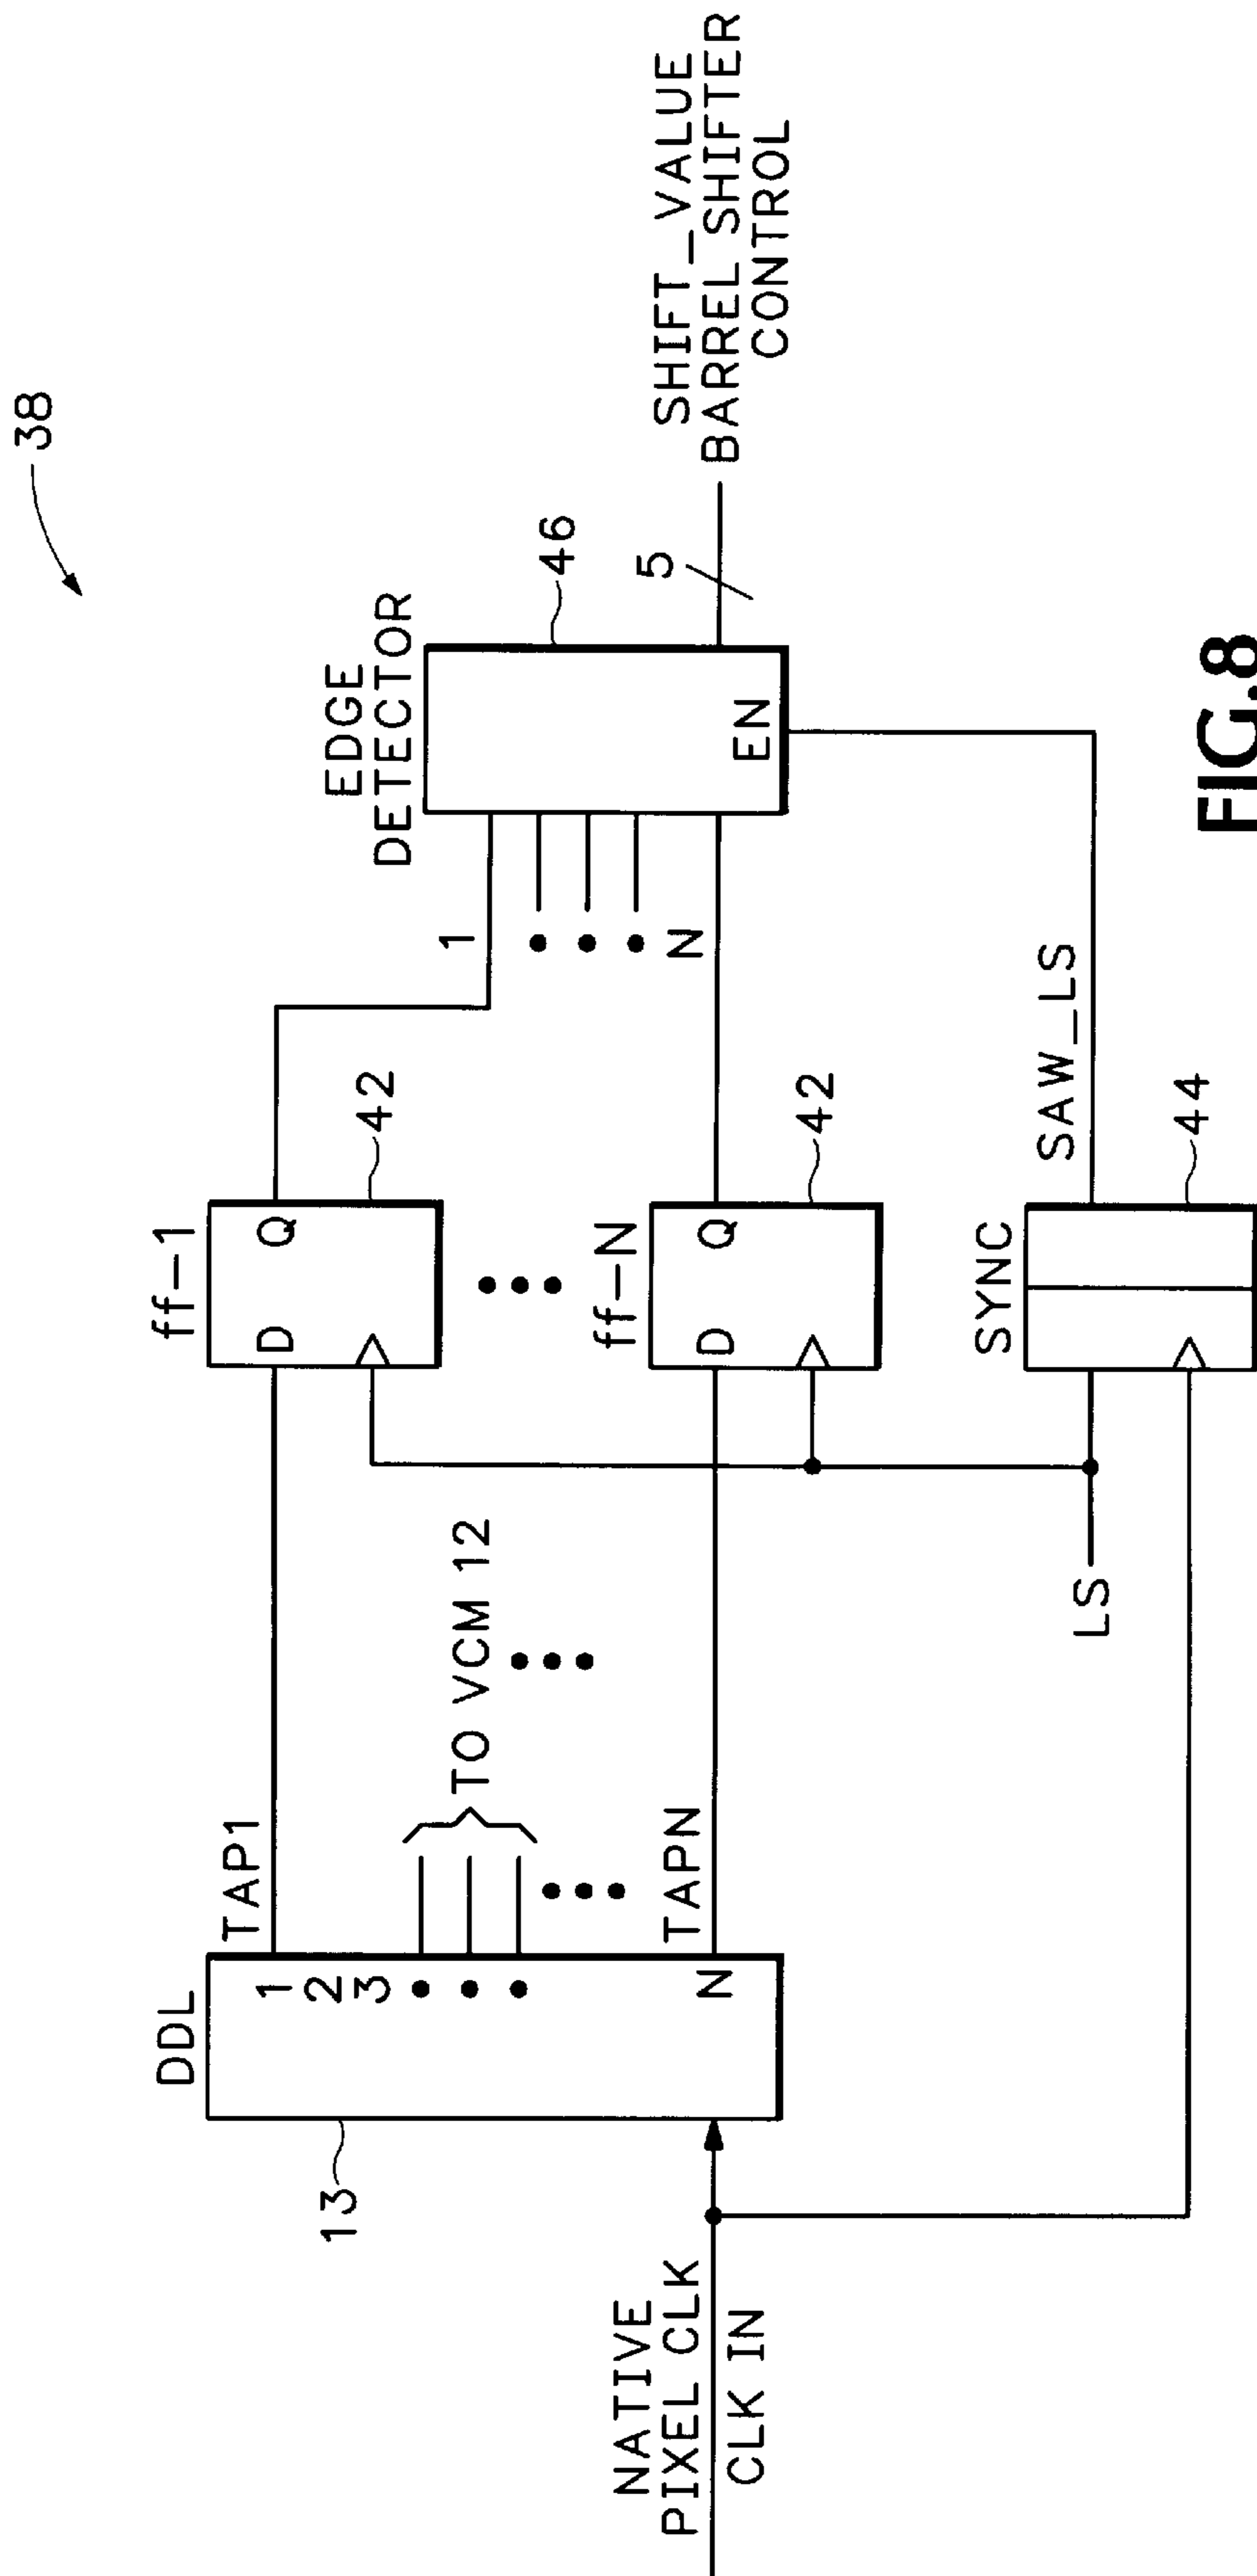 38
NATIVE
PIXEL CLK
CLK IN
13
DDL
1
2
3
N
TAP1
TO VCM 12
TAPN
ff-1
D
Q
42
ff-N
D
Q
42
LS
SYNC
44
SAW_LS
1
N
EDGE
DETECTOR
EN
46
5
SHIFT_VALUE
BARREL SHIFTER
CONTROL
FIG.8